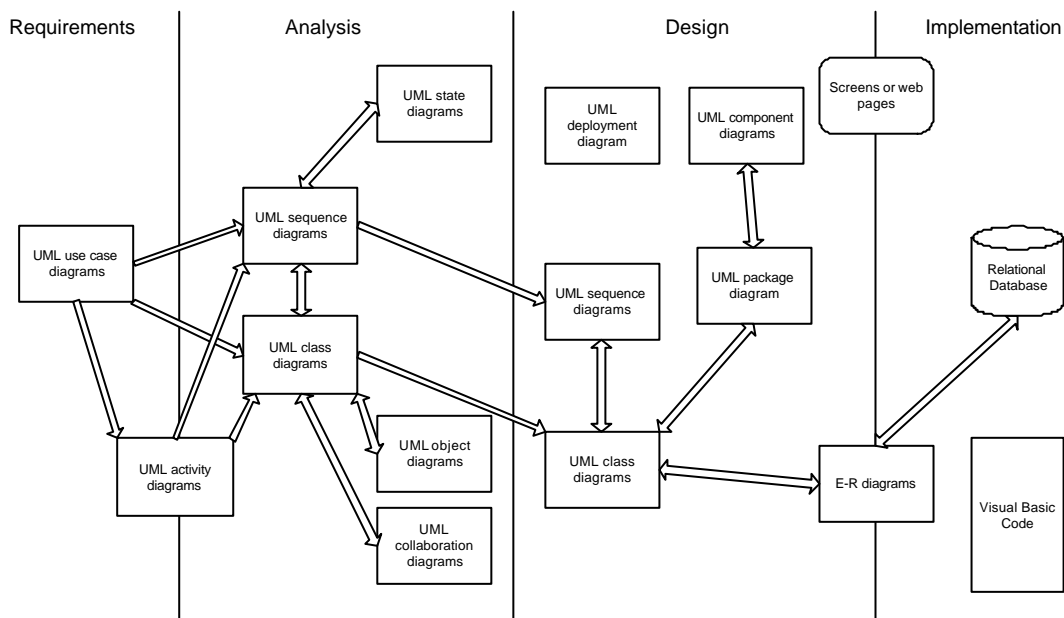 Requirements
Analysis
Design
Implementation
UML state
diagrams
UML
deployment
diagram
UML component
diagrams
Screens or web
pages
UML use case
diagrams
UML sequence
diagrams
UML sequence
diagrams
UML package
diagram
Relational
Database
UML class
diagrams
UML activity
diagrams
UML object
diagrams
UML
collaboration
diagrams
UML class
diagrams
E-R diagrams
Visual Basic
Code